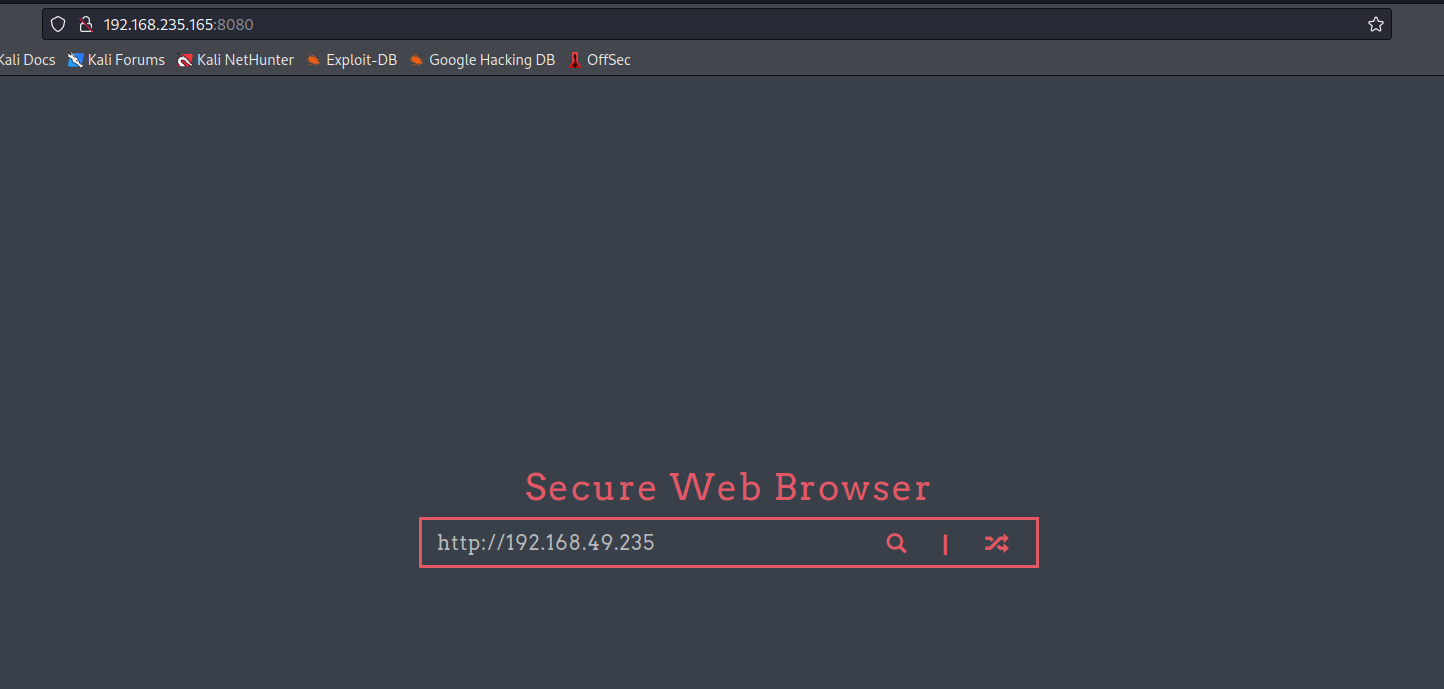 192.168.235.165:8080
Kali Docs Kali Forums Kali NetHunter Exploit-DB Google Hacking DB OffSec
Secure Web Browser
http://192.168.49.235 |